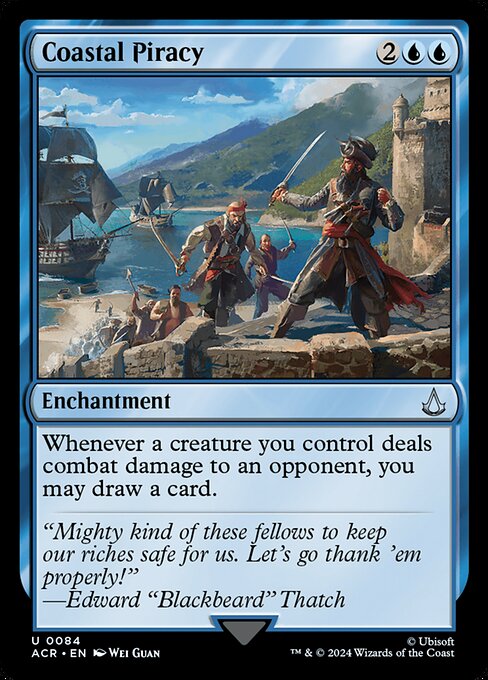 Coastal Piracy 2
Enchantment
Whenever a creature you control deals
combat damage to an opponent, you
may draw a card.
“Mighty kind of these fellows to keep
our riches safe for us. Let’s go thank ’em
properly!”
—Edward “Blackbeard” Thatch
U 0084
ACR • EN Wei Guan
© Ubisoft
™ & © 2024 Wizards of the Coast